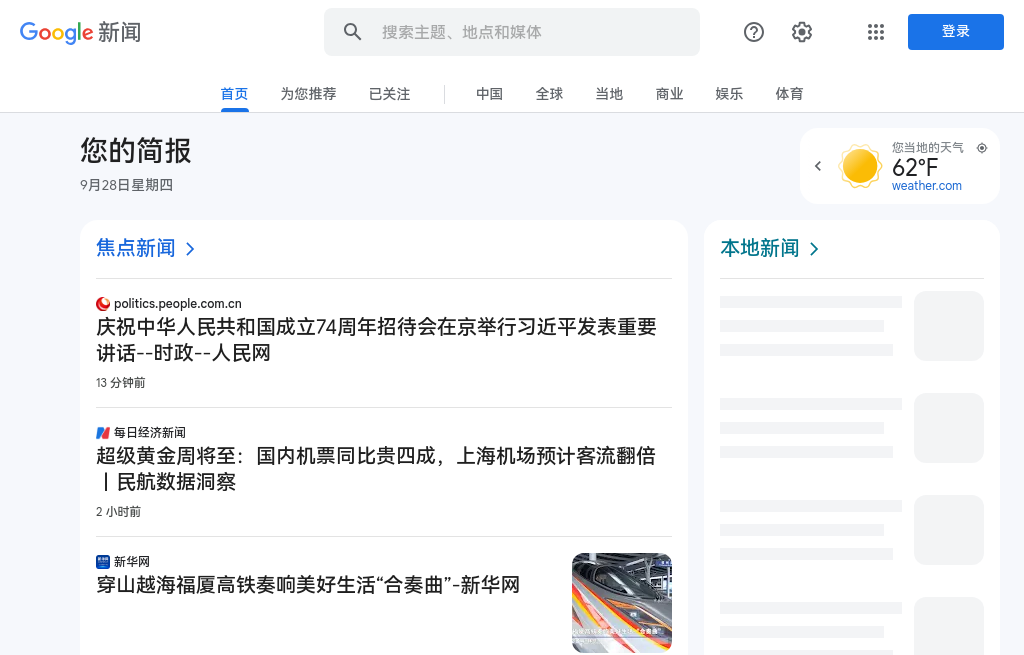 Google 新闻
搜索主题、地点和媒体
登录
首页 为您推荐 已关注 中国 全球 当地 商业 娱乐 体育
您的简报
9月28日星期四
您当地的天气
62°F
weather.com
焦点新闻
politics.people.com.cn
庆祝中华人民共和国成立74周年招待会在京举行习近平发表重要
讲话--时政--人民网
13 分钟前
每日经济新闻
超级黄金周将至：国内机票同比贵四成，上海机场预计客流翻倍
丨民航数据洞察
2 小时前
新华网
穿山越海福厦高铁奏响美好生活“合奏曲”-新华网
本地新闻